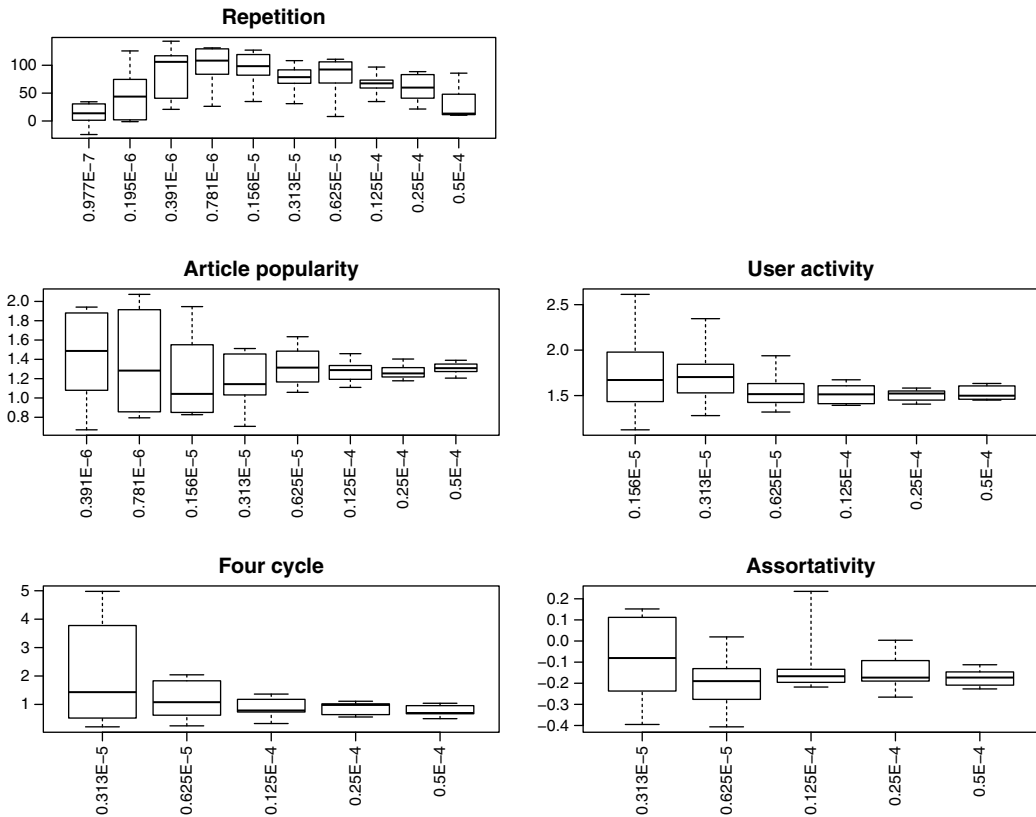 Repetition
100
50
0
0.977E−7
0.195E−6
0.391E−6
0.781E−6
0.156E−5
0.313E−5
0.625E−5
0.125E−4
0.25E−4
0.5E−4
Article popularity
2.0
1.8
1.6
1.4
1.2
1.0
0.8
0.391E−6
0.781E−6
0.156E−5
0.313E−5
0.625E−5
0.125E−4
0.25E−4
0.5E−4
User activity
2.5
2.0
1.5
0.156E−5
0.313E−5
0.625E−5
0.125E−4
0.25E−4
0.5E−4
Four cycle
5
4
3
2
1
0.313E−5
0.625E−5
0.125E−4
0.25E−4
0.5E−4
Assortativity
0.2
0.1
0.0
−0.1
−0.2
−0.3
−0.4
0.313E−5
0.625E−5
0.125E−4
0.25E−4
0.5E−4